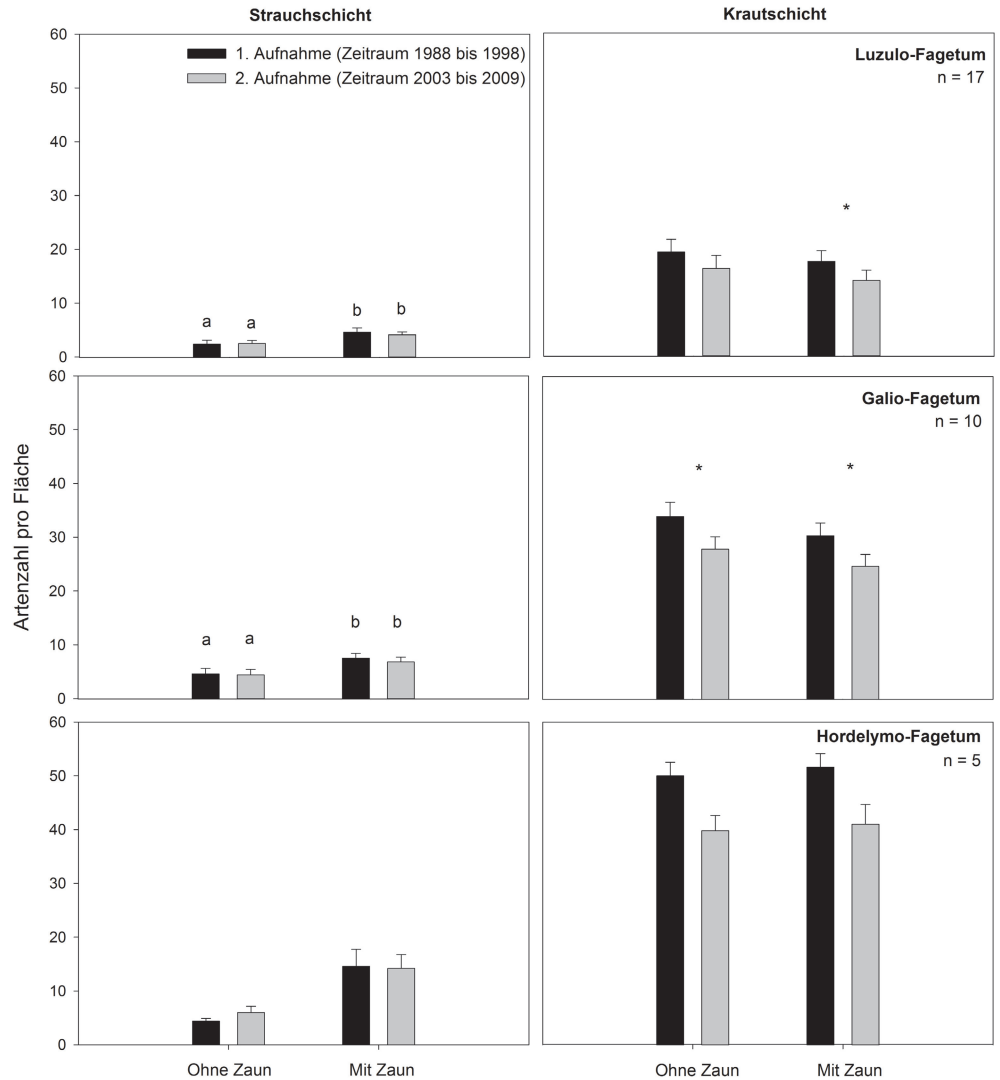 Strauchschicht
Krautschicht
Artenzahl pro Fläche
60
50
40
30
20
10
0
1. Aufnahme (Zeitraum 1988 bis 1998)
2. Aufnahme (Zeitraum 2003 bis 2009)
a a b b
Luzulo-Fagetum
n = 17
*
60
50
40
30
20
10
0
a a b b
Galio-Fagetum
n = 10
* *
60
50
40
30
20
10
0
Hordelymo-Fagetum
n = 5
Ohne Zaun Mit Zaun
Ohne Zaun Mit Zaun